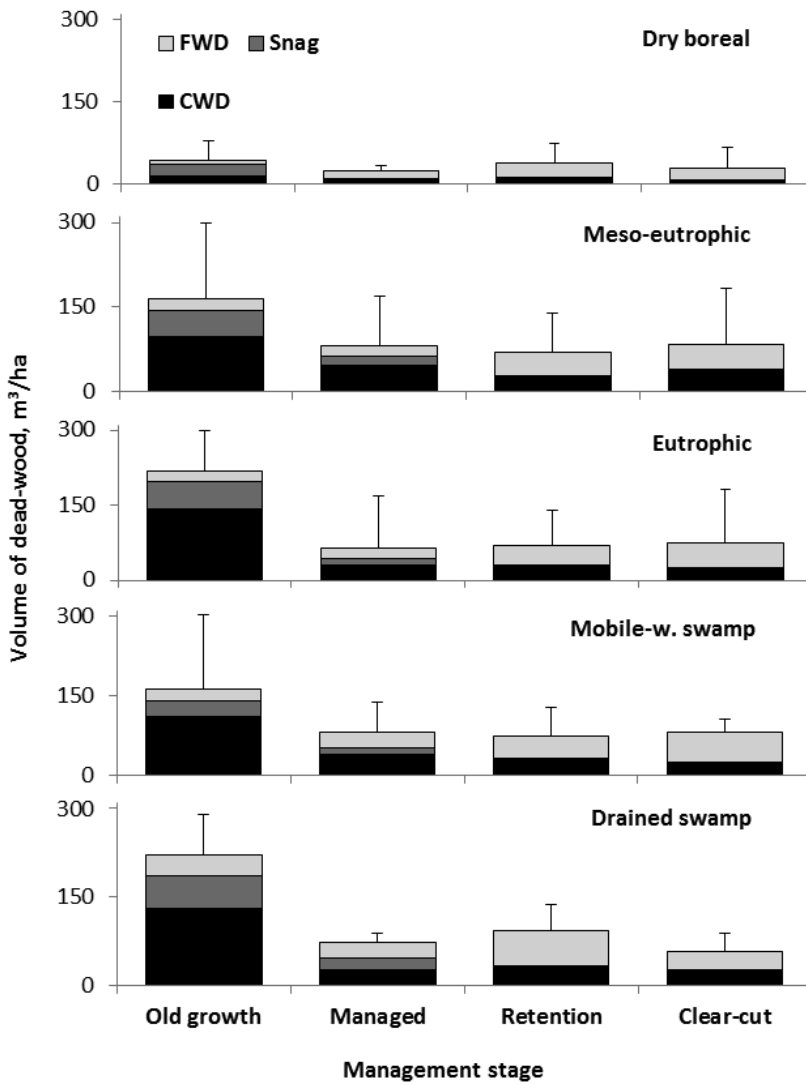 300
150
0
FWD Snag
CWD
Dry boreal
300
150
0
Meso-eutrophic
300
150
0
Eutrophic
300
150
0
Mobile-w. swamp
300
150
0
Drained swamp
Volume of dead-wood, m³/ha
Old growth Managed Retention Clear-cut
Management stage